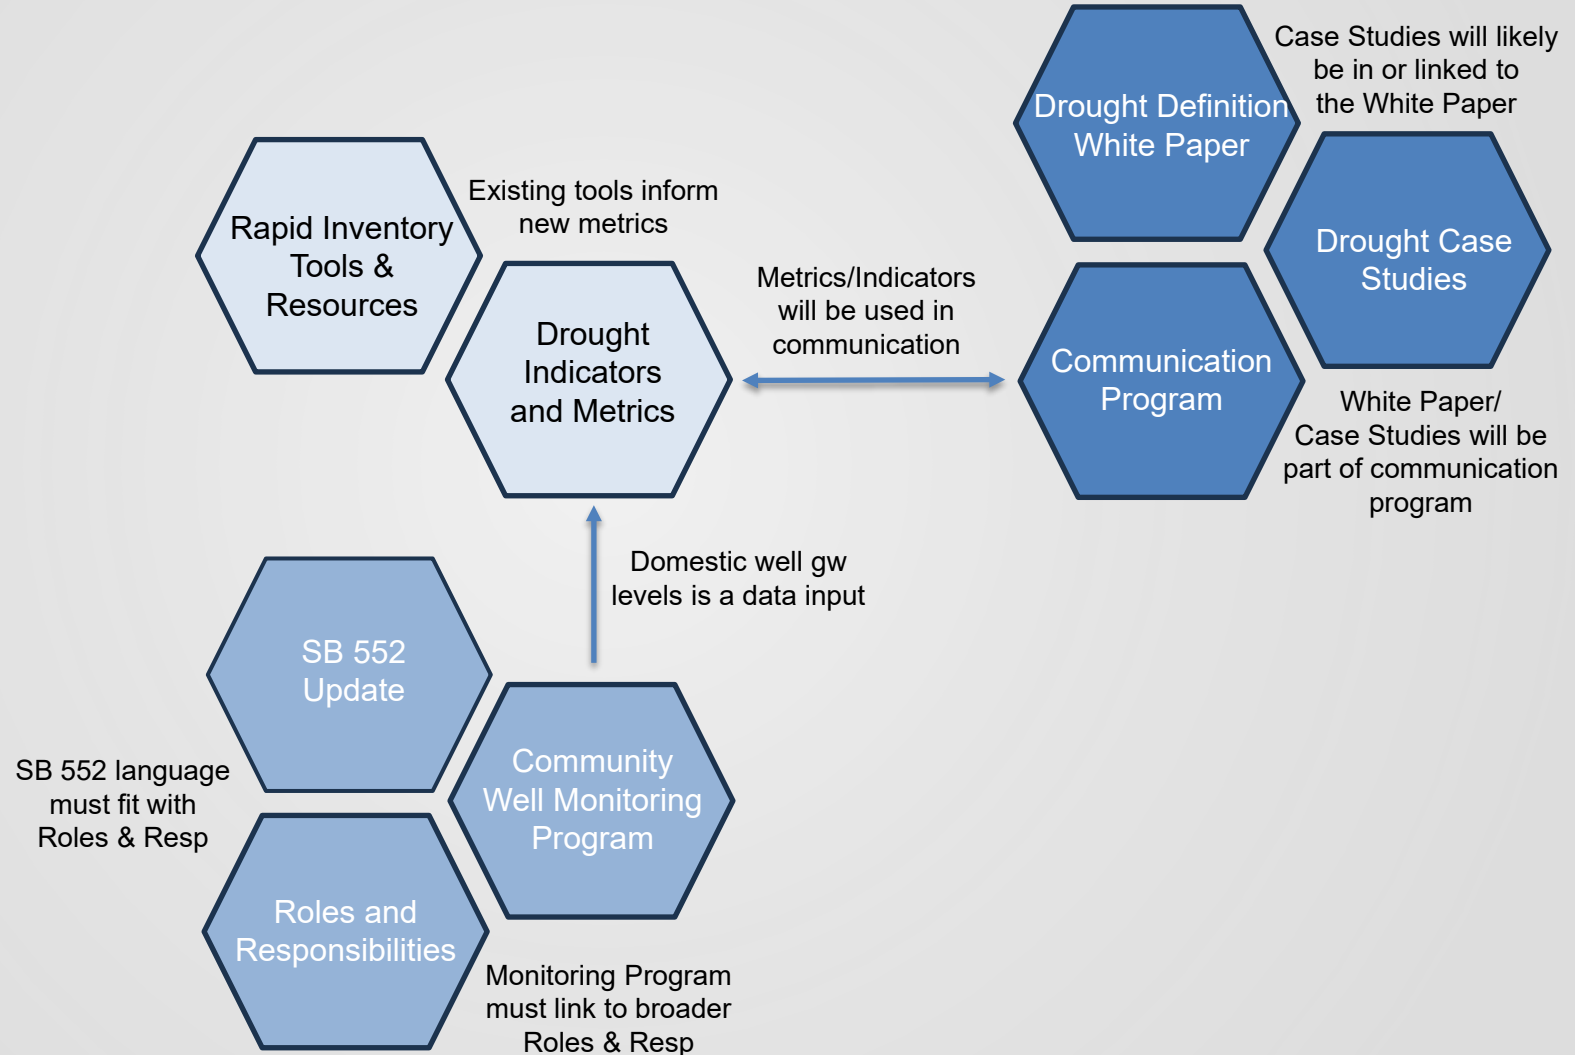 Case Studies will likely
be in or linked to
the White Paper
Drought Definition
White Paper
Drought Case
Studies
Communication
Program
White Paper/
Case Studies will be
part of communication
program
Rapid Inventory
Tools &
Resources
Existing tools inform
new metrics
Drought
Indicators
and Metrics
Metrics/Indicators
will be used in
communication
Domestic well gw
levels is a data input
SB 552
Update
Community
Well Monitoring
Program
SB 552 language
must fit with
Roles & Resp
Roles and
Responsibilities
Monitoring Program
must link to broader
Roles & Resp